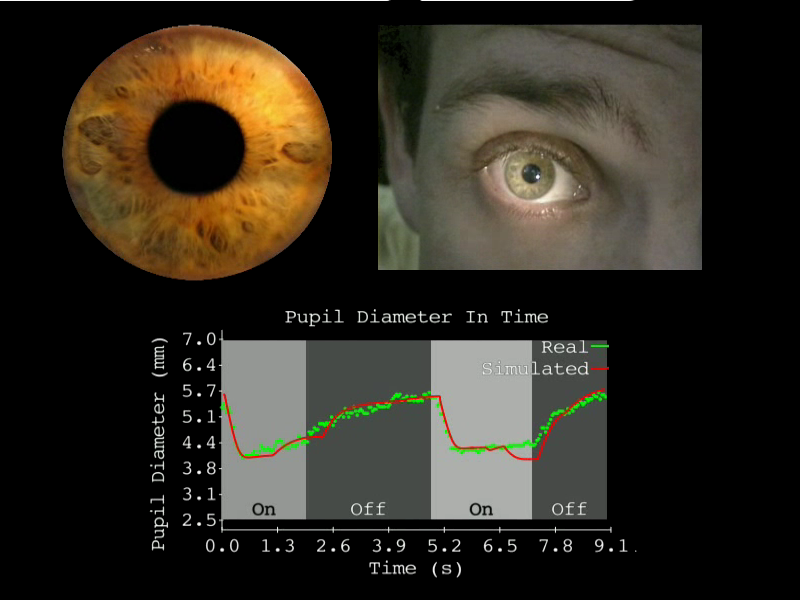 Pupil Diameter In Time
Pupil Diameter (mm)
7.0
6.4
5.7
5.1
4.4
3.8
3.1
2.5
Real
Simulated
On
Off
On
Off
0.0 1.3 2.6 3.9 5.2 6.5 7.8 9.1
Time (s)